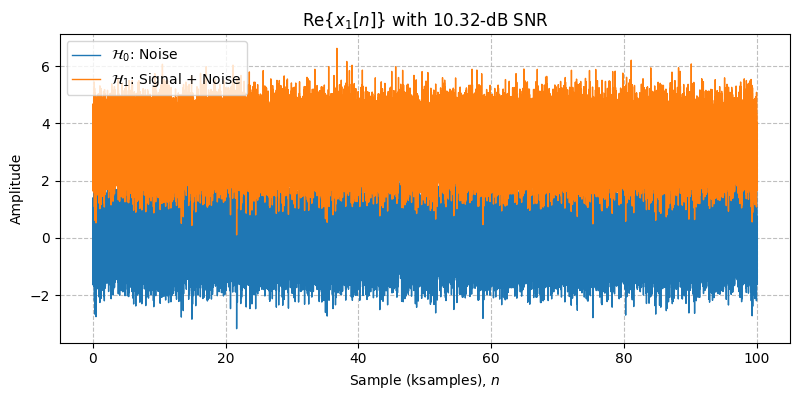 Re{x₁[n]} with 10.32-dB SNR
ℋ₀: Noise
ℋ₁: Signal + Noise
Amplitude
6
4
2
0
−2
0 20 40 60 80 100
Sample (ksamples), n